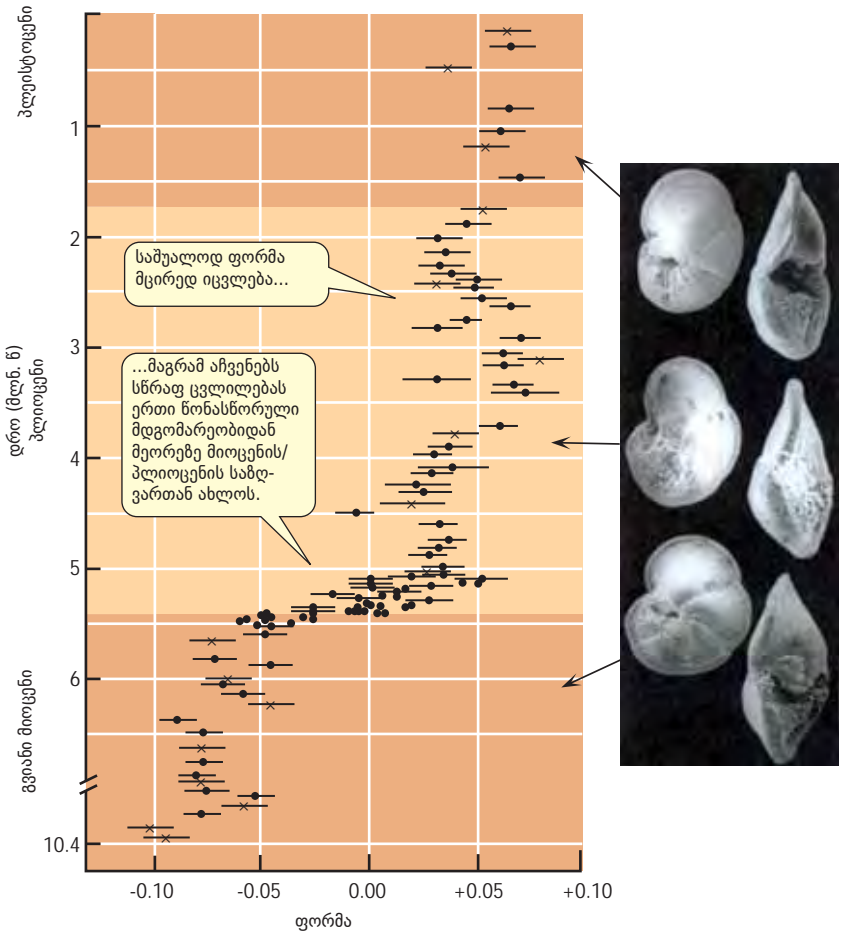 პლეისტოცენი
1
2
საშუალოდ ფორმა
მცირედ იცვლება...
3
დრო (მლნ. წ)
პლიოცენი
...მაგრამ აჩვენებს
სწრაფ ცვლილებას
ერთი წონასწორული
მდგომარეობიდან
მეორეზე მიოცენის/
პლიოცენის საზღ-
ვართან ახლოს.
4
5
6
გვიანი მიოცენი
10.4
-0.10 -0.05 0.00 +0.05 +0.10
ფორმა